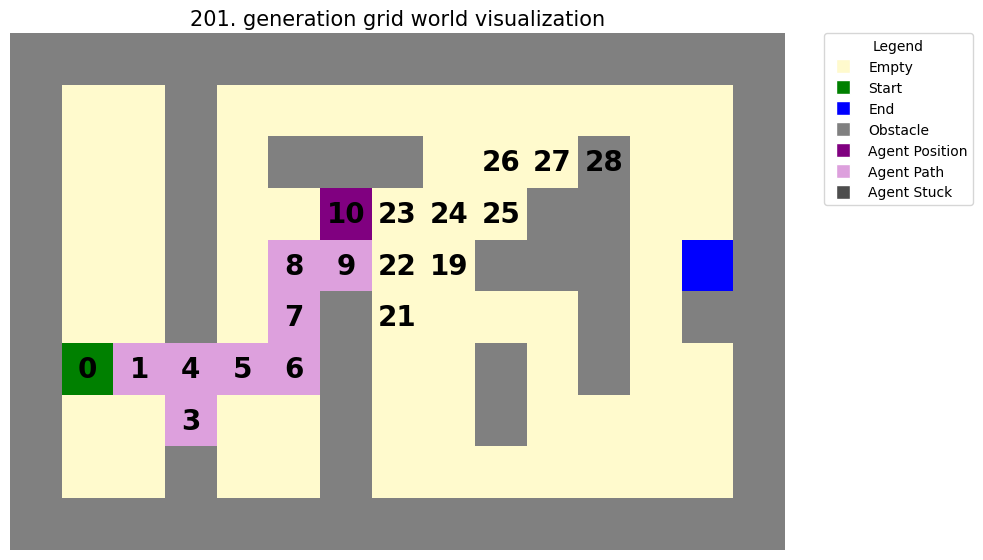 201. generation grid world visualization
Legend
Empty
Start
End
Obstacle
Agent Position
Agent Path
Agent Stuck
26 27 28
10 23 24 25
8 9 22 19
7 21
0 1 4 5 6
3